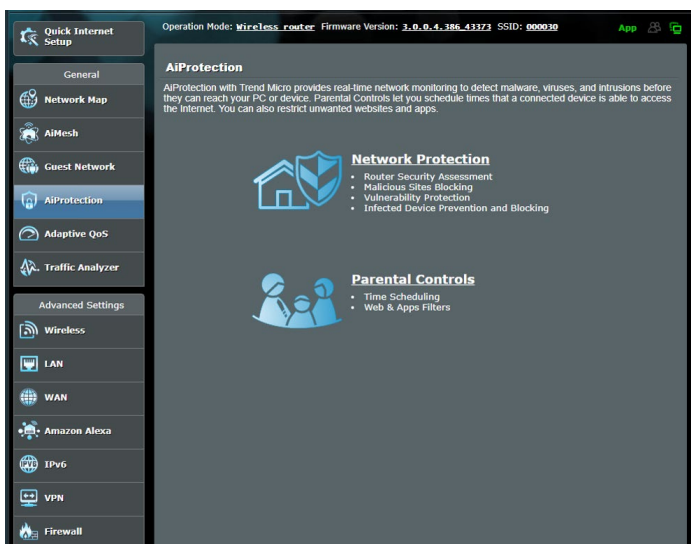 Quick Internet
Setup
Operation Mode: Wireless router Firmware Version: 3.0.0.4.386_43373 SSID: 000030
App
General
Network Map
AiMesh
Guest Network
AiProtection
Adaptive QoS
Traffic Analyzer
Advanced Settings
Wireless
LAN
WAN
Amazon Alexa
IPV6
IPv6
VPN
Firewall
AiProtection
AiProtection with Trend Micro provides real-time network monitoring to detect malware, viruses, and intrusions before
they can reach your PC or device. Parental Controls let you schedule times that a connected device is able to access
the Internet. You can also restrict unwanted websites and apps.
Network Protection
• Router Security Assessment
• Malicious Sites Blocking
• Vulnerability Protection
• Infected Device Prevention and Blocking
Parental Controls
• Time Scheduling
• Web & Apps Filters